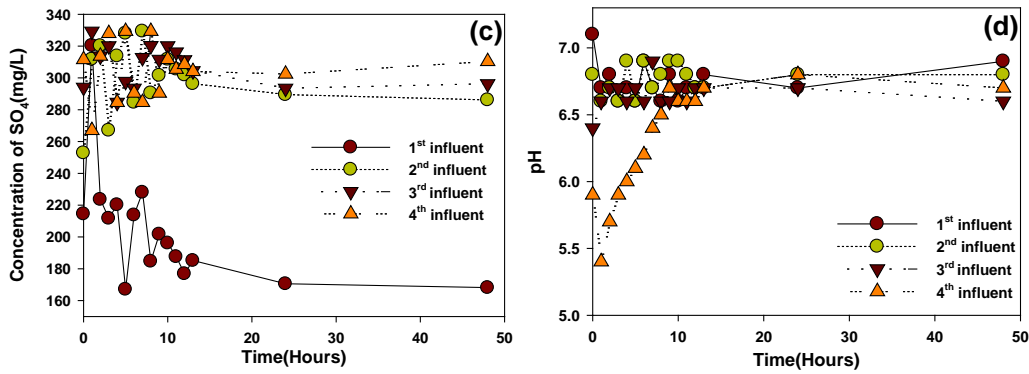 (c)
Concentration of SO4(mg/L)
340
320
300
280
260
240
220
200
180
160
0
10
20
30
40
50
Time(Hours)
1st influent
2nd influent
3rd influent
4th influent
(d)
pH
7.0
6.5
6.0
5.5
5.0
0
10
20
30
40
50
Time(Hours)
1st influent
2nd influent
3rd influent
4th influent